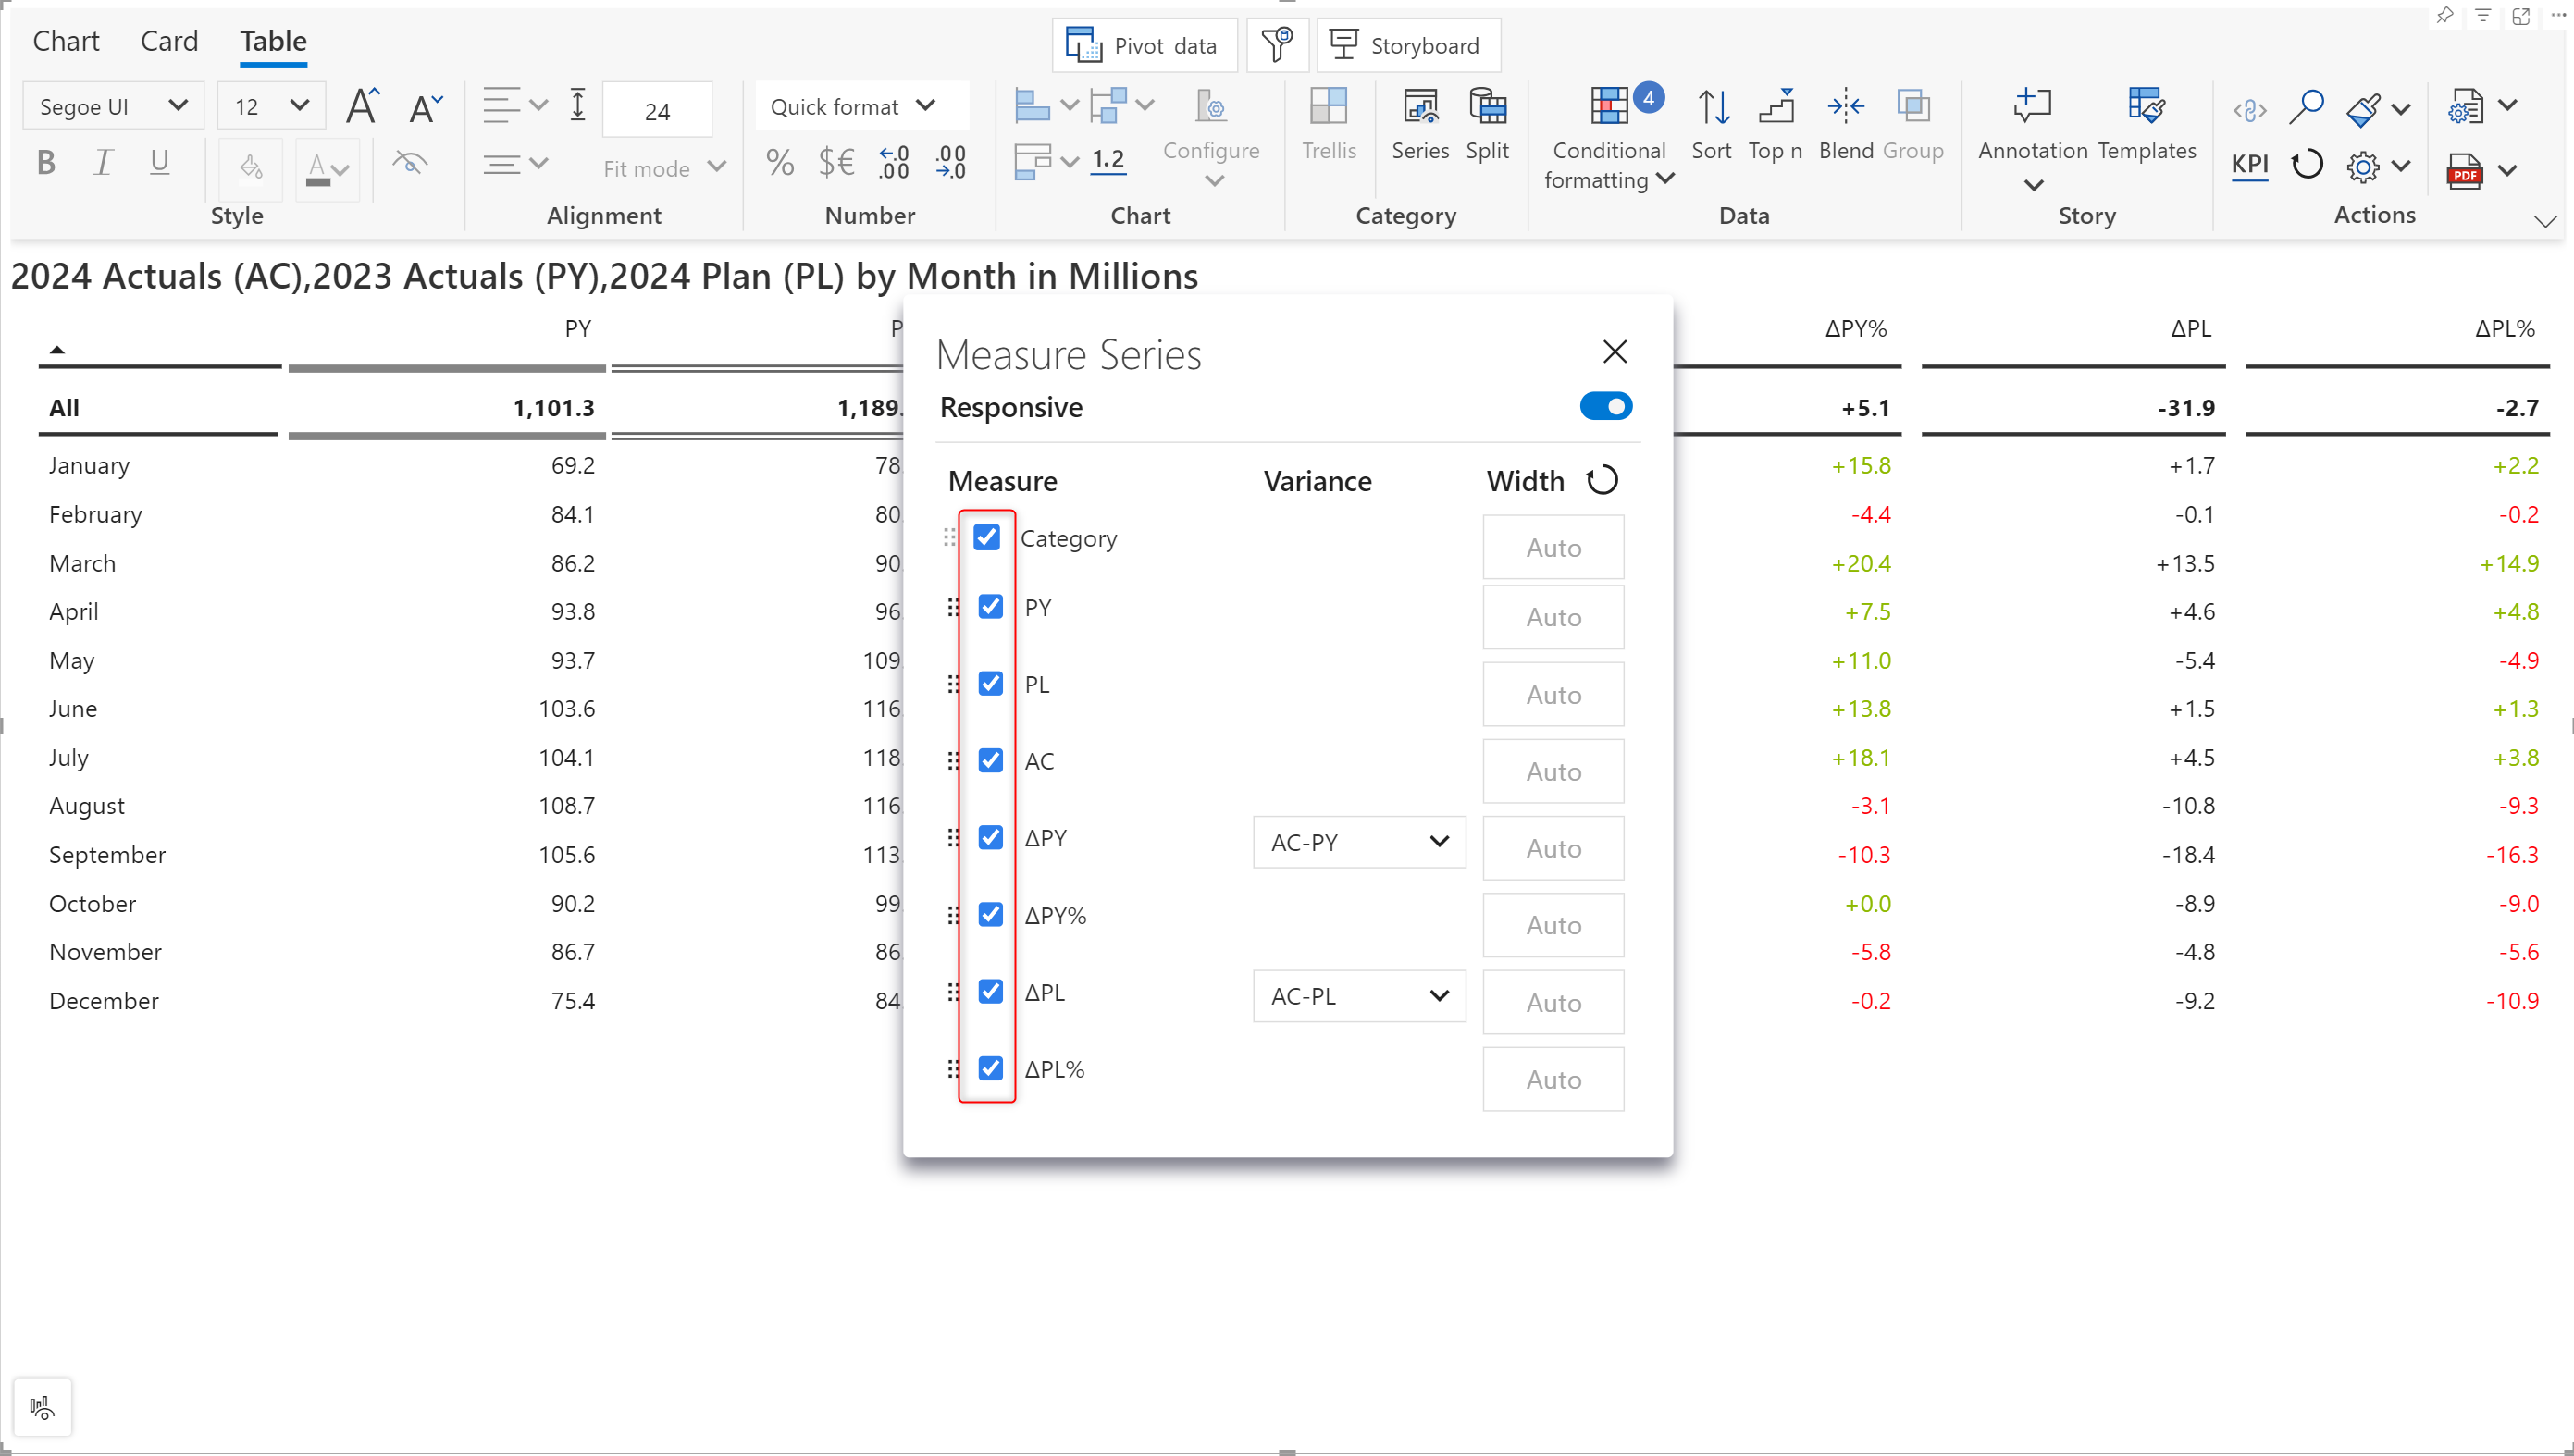 Chart Card Table
Pivot data Storyboard
Segoe UI 12 A A 24 Quick format
4
B I U A Fit mode % $€ .0 .00 .00 .0 1.2 Configure Trellis Series Split Conditional formatting Sort Top n Blend Group Annotation Templates KPI PDF
Style Alignment Number Chart Category Data Story Actions
2024 Actuals (AC),2023 Actuals (PY),2024 Plan (PL) by Month in Millions
PY P ΔPY% ΔPL ΔPL%
All 1,101.3 1,189. +5.1 -31.9 -2.7
January 69.2 78. +15.8 +1.7 +2.2
February 84.1 80. -4.4 -0.1 -0.2
March 86.2 90. +20.4 +13.5 +14.9
April 93.8 96. +7.5 +4.6 +4.8
May 93.7 109. +11.0 -5.4 -4.9
June 103.6 116. +13.8 +1.5 +1.3
July 104.1 118. +18.1 +4.5 +3.8
August 108.7 116. -3.1 -10.8 -9.3
September 105.6 113. -10.3 -18.4 -16.3
October 90.2 99. +0.0 -8.9 -9.0
November 86.7 86. -5.8 -4.8 -5.6
December 75.4 84. -0.2 -9.2 -10.9
Measure Series
Responsive
Measure Variance Width
Category Auto
PY Auto
PL Auto
AC Auto
ΔPY AC-PY Auto
ΔPY% Auto
ΔPL AC-PL Auto
ΔPL% Auto